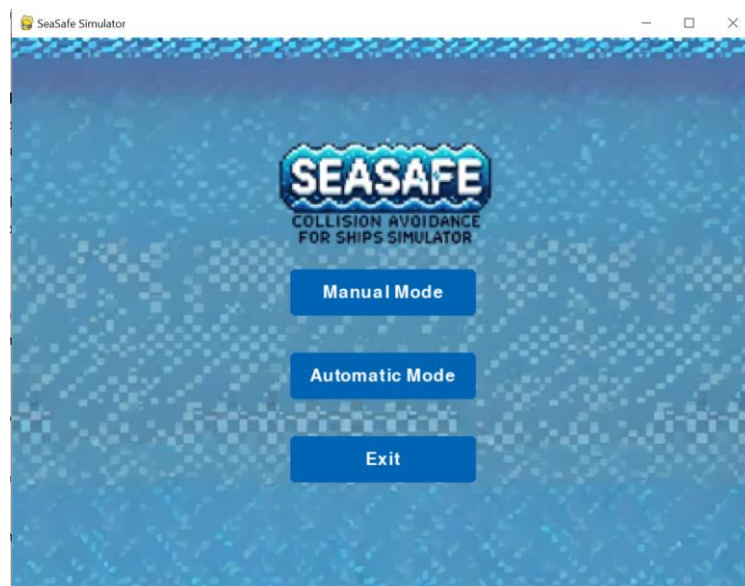 SeaSafe Simulator
SEASAFE
COLLISION AVOIDANCE
FOR SHIPS SIMULATOR
Manual Mode
Automatic Mode
Exit